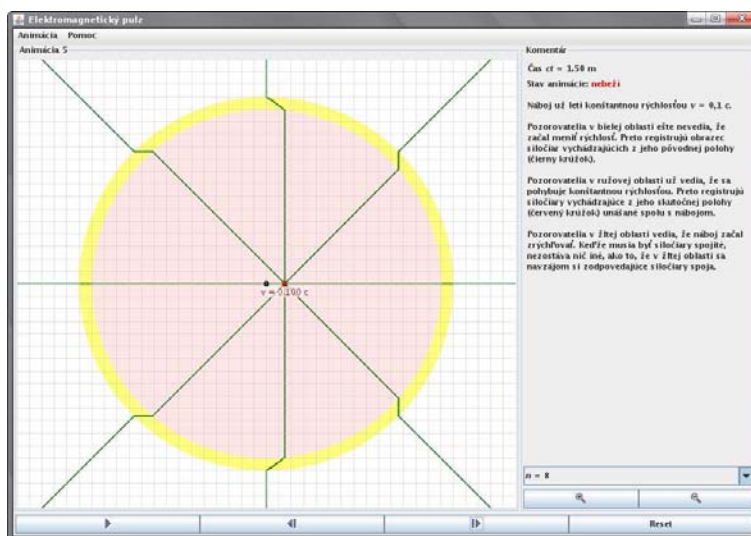 Elektromagnetický pulz
Animácia Pomoc
Animácia 5
Komentár
Čas ct = 1,50 m
Stav animácie: nebeží
Náboj už letí konštantnou rýchlosťou v = 0,1 c.
Pozorovatelia v bielej oblasti ešte nevedia, že
začal meniť rýchlosť. Preto registrujú obrazec
siločiar vychádzajúcich z jeho pôvodnej polohy
(čierny krúžok).
Pozorovatelia v ružovej oblasti už vedia, že sa
pohybuje konštantnou rýchlosťou. Preto registrujú
siločiary vychádzajúce z jeho skutočnej polohy
(červený krúžok) unášané spolu s nábojom.
Pozorovatelia v žltej oblasti vedia, že náboj začal
zrýchľovať. Keďže musia byť siločiary spojité,
nezostáva nič iné, ako to, že v žltej oblasti sa
navzájom si zodpovedajúce siločiary spoja.
v = 0.100 c
n = 8
Reset